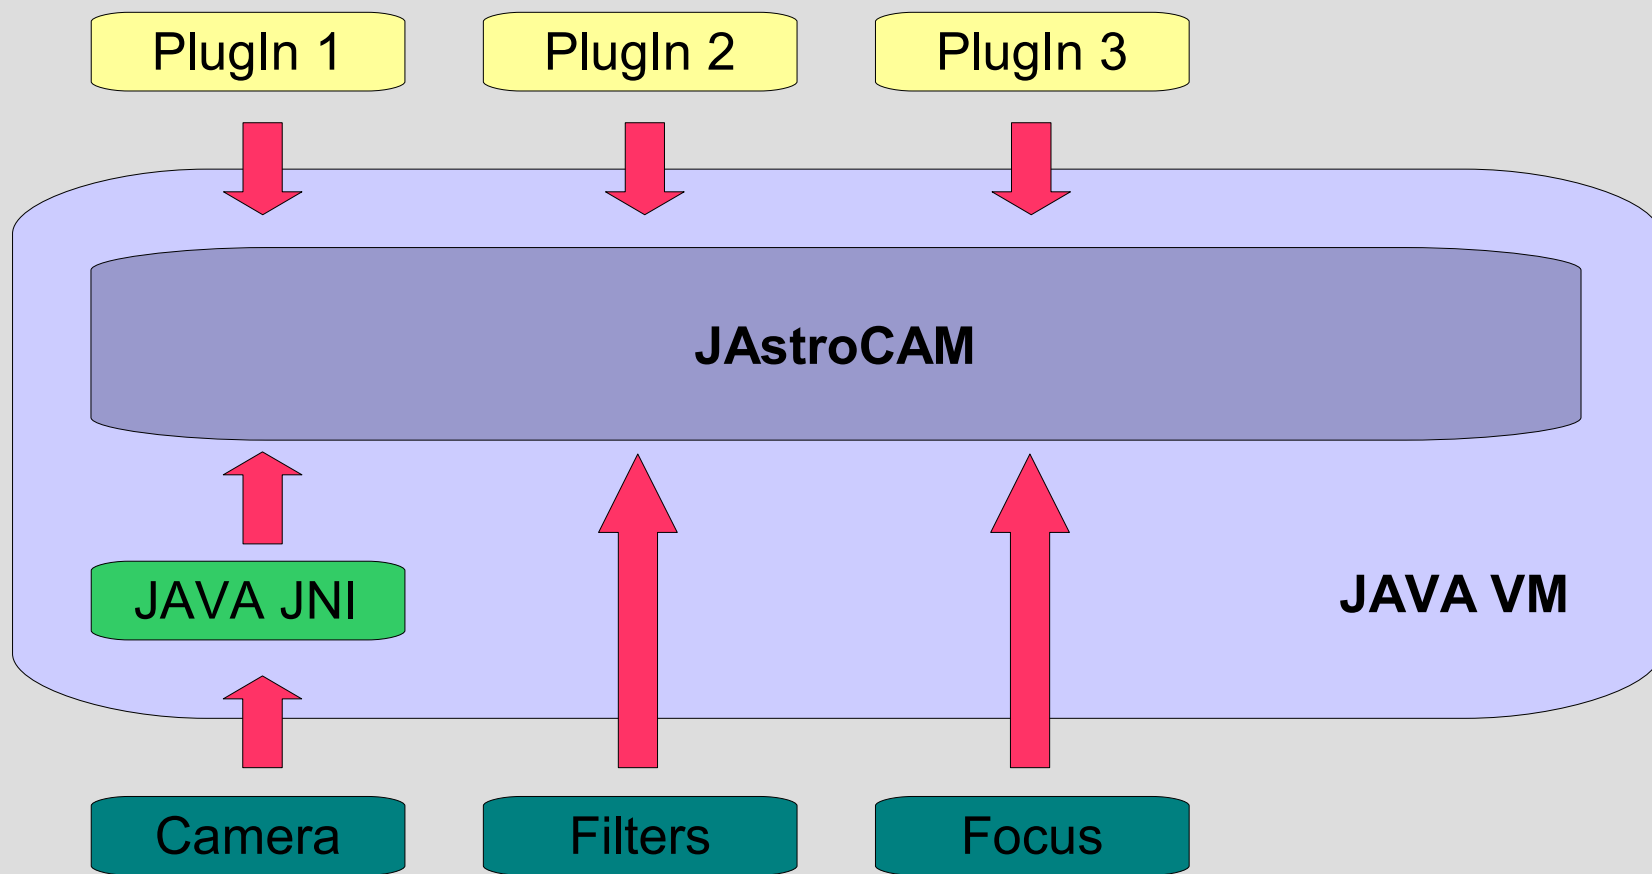 PlugIn 1
PlugIn 2
PlugIn 3
JAstroCAM
JAVA JNI
JAVA VM
Camera
Filters
Focus